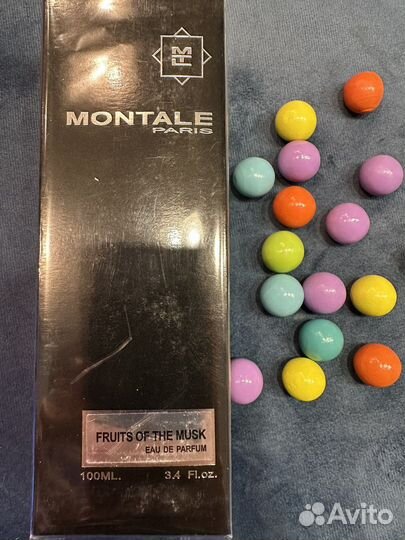 MONTALE
PARIS
FRUITS OF THE MUSK
EAU DE PARFUM
100ML. 3.4 Fl.oz.
Avito